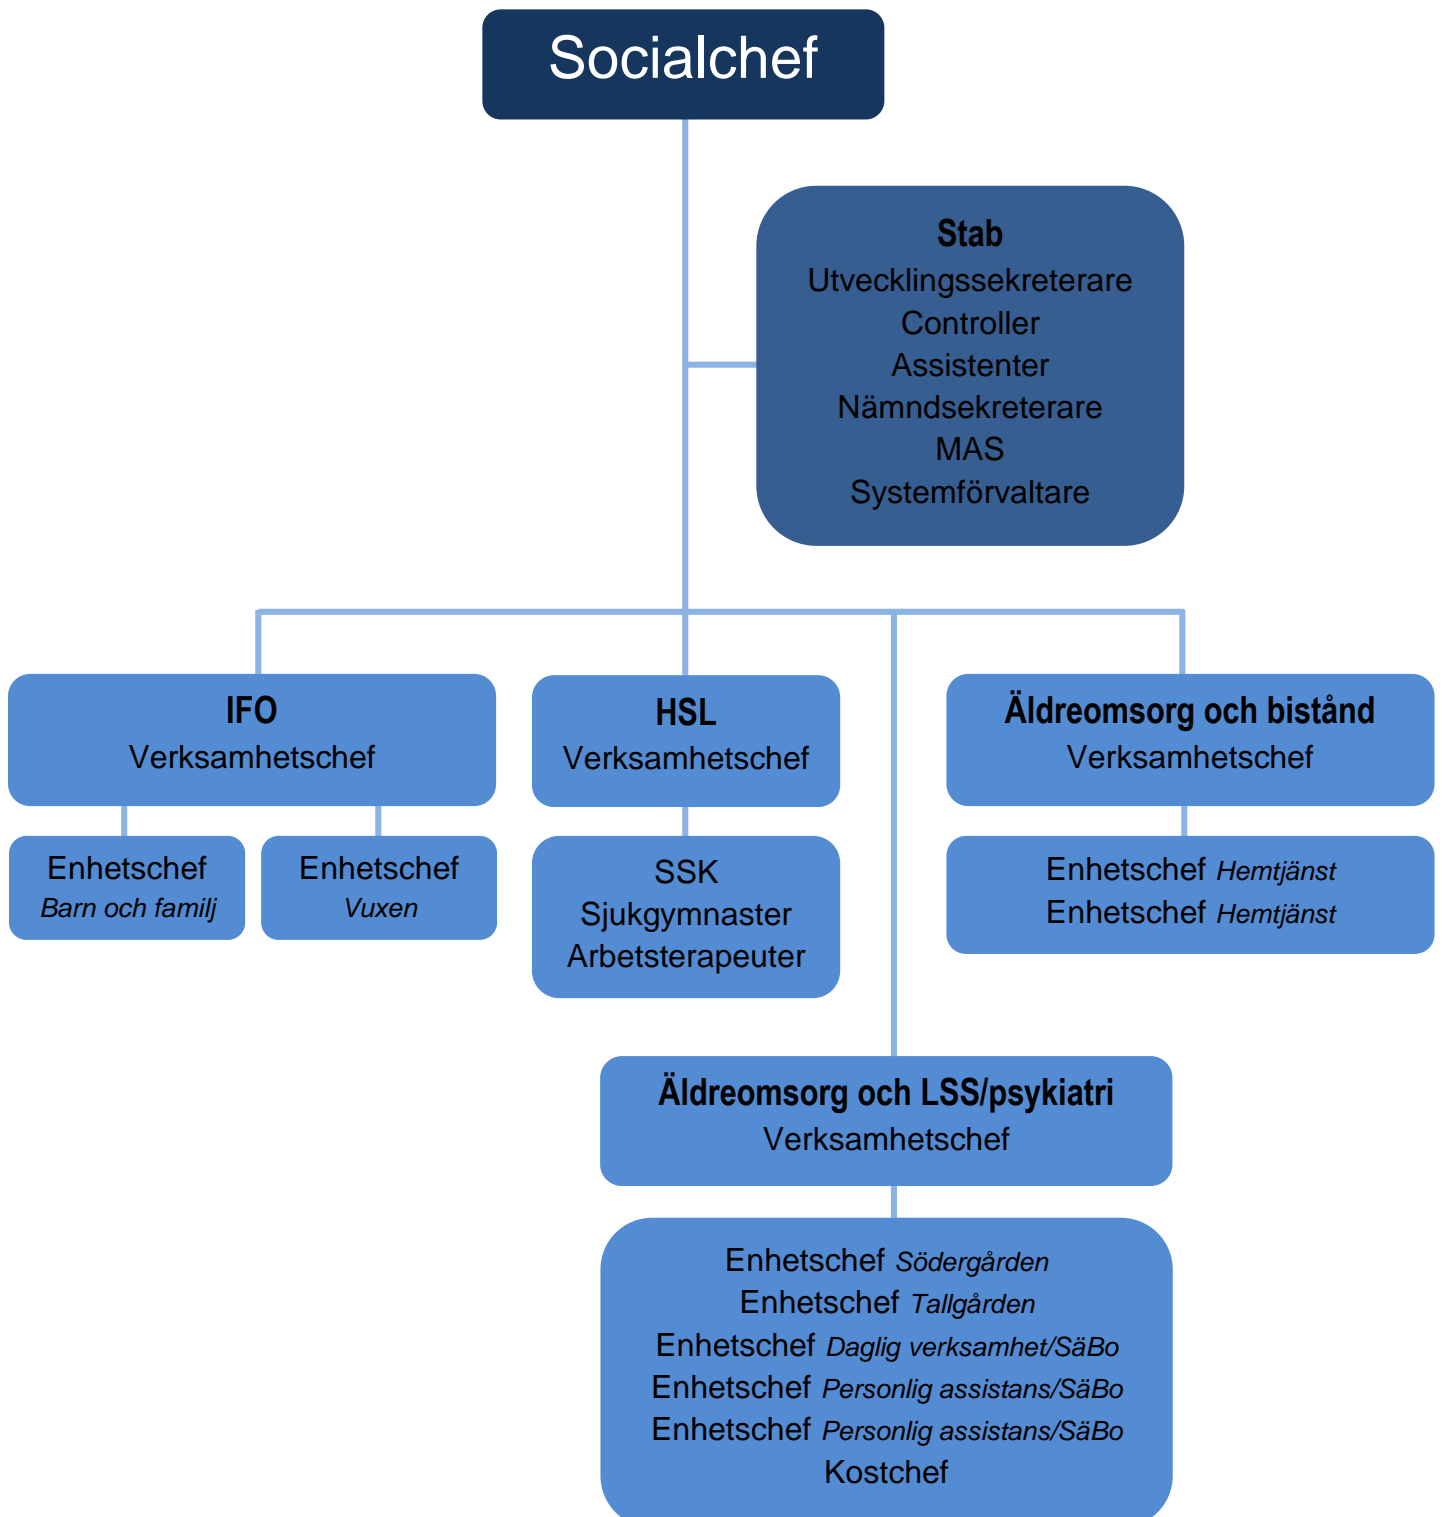 Socialchef
Stab
Utvecklingssekreterare
Controller
Assistenter
Nämndsekreterare
MAS
Systemförvaltare
IFO
Verksamhetschef
Enhetschef
Barn och familj
Enhetschef
Vuxen
HSL
Verksamhetschef
SSK
Sjukgymnaster
Arbetsterapeuter
Äldreomsorg och bistånd
Verksamhetschef
Enhetschef Hemtjänst
Enhetschef Hemtjänst
Äldreomsorg och LSS/psykiatri
Verksamhetschef
Enhetschef Södergården
Enhetschef Tallgården
Enhetschef Daglig verksamhet/SäBo
Enhetschef Personlig assistans/SäBo
Enhetschef Personlig assistans/SäBo
Kostchef